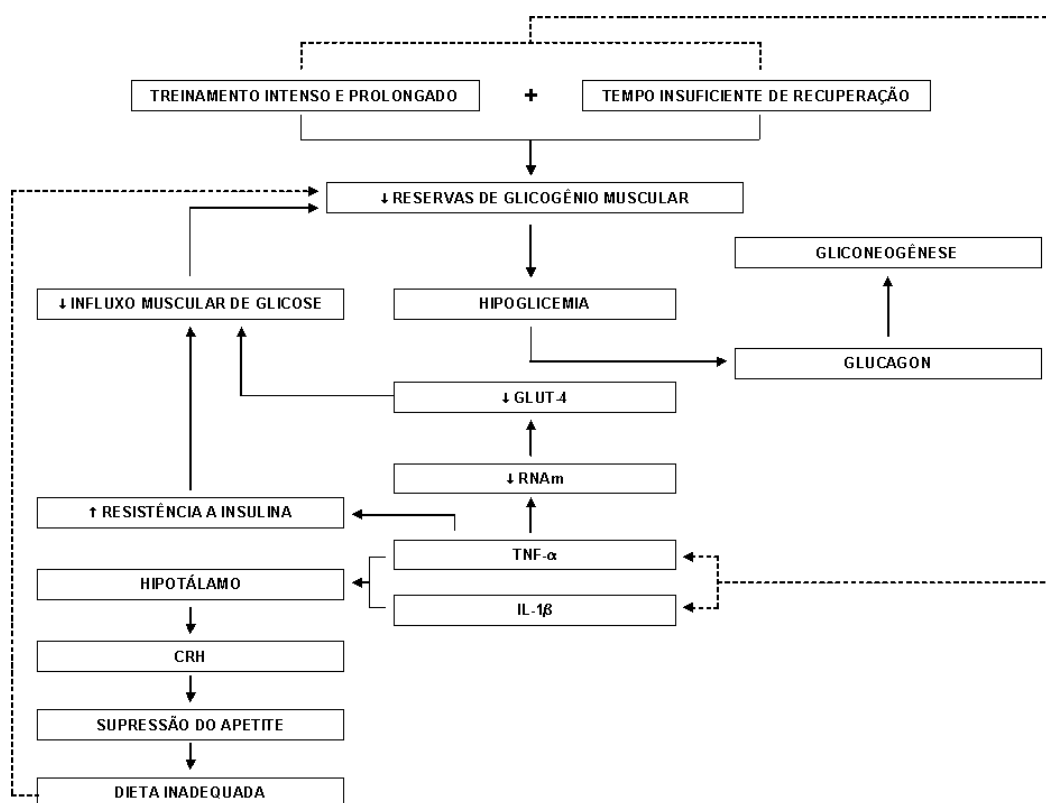 TREINAMENTO INTENSO E PROLONGADO
+
TEMPO INSUFICIENTE DE RECUPERAÇÃO
↓ RESERVAS DE GLICOGÊNIO MUSCULAR
GLICONEOGÊNESE
↓ INFLUXO MUSCULAR DE GLICOSE
HIPOGLICEMIA
GLUCAGON
↓ GLUT-4
↓ RNAm
↑ RESISTÊNCIA A INSULINA
TNF-α
HIPOTÁLAMO
IL-1β
CRH
SUPRESSÃO DO APETITE
DIETA INADEQUADA